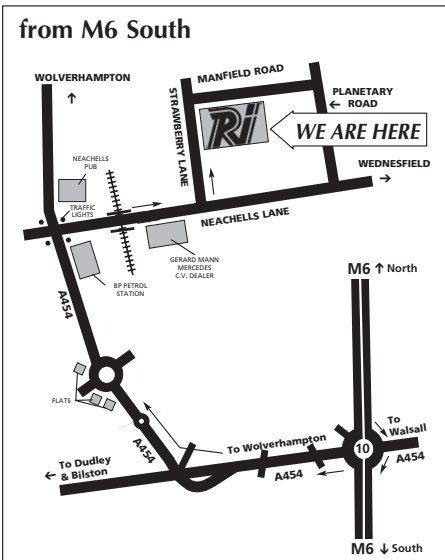 from M6 South
WOLVERHAMPTON
MANFIELD ROAD
STRAWBERRY LANE
PLANETARY
ROAD
Ri
WE ARE HERE
WEDNESFIELD
NEACHELLS
PUB
TRAFFIC
LIGHTS
NEACHELLS LANE
GERARD MANN
MERCEDES
C.V. DEALER
BP PETROL
STATION
A454
M6 ↑ North
FLATS
A454
To Wolverhampton
10
To
Walsall
A454
A454
To Dudley
& Bilston
M6 ↓ South